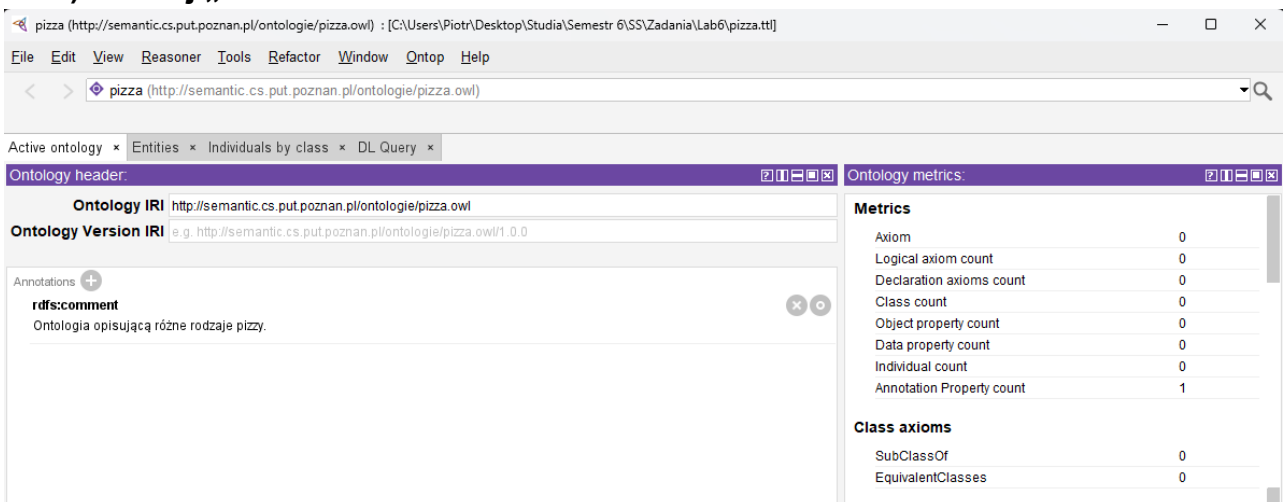 pizza (http://semantic.cs.put.poznan.pl/ontologie/pizza.owl) : [C:\Users\Piotr\Desktop\Studia\Semestr 6\SS\Zadania\Lab6\pizza.ttl]
File Edit View Reasoner Tools Refactor Window Ontop Help
pizza (http://semantic.cs.put.poznan.pl/ontologie/pizza.owl)
Active ontology × Entities × Individuals by class × DL Query ×
Ontology header:
Ontology IRI http://semantic.cs.put.poznan.pl/ontologie/pizza.owl
Ontology Version IRI e.g. http://semantic.cs.put.poznan.pl/ontologie/pizza.owl/1.0.0
Annotations
rdfs:comment
Ontologia opisującą różne rodzaje pizzy.
Ontology metrics:
Metrics
Axiom 0
Logical axiom count 0
Declaration axioms count 0
Class count 0
Object property count 0
Data property count 0
Individual count 0
Annotation Property count 1
Class axioms
SubClassOf 0
EquivalentClasses 0